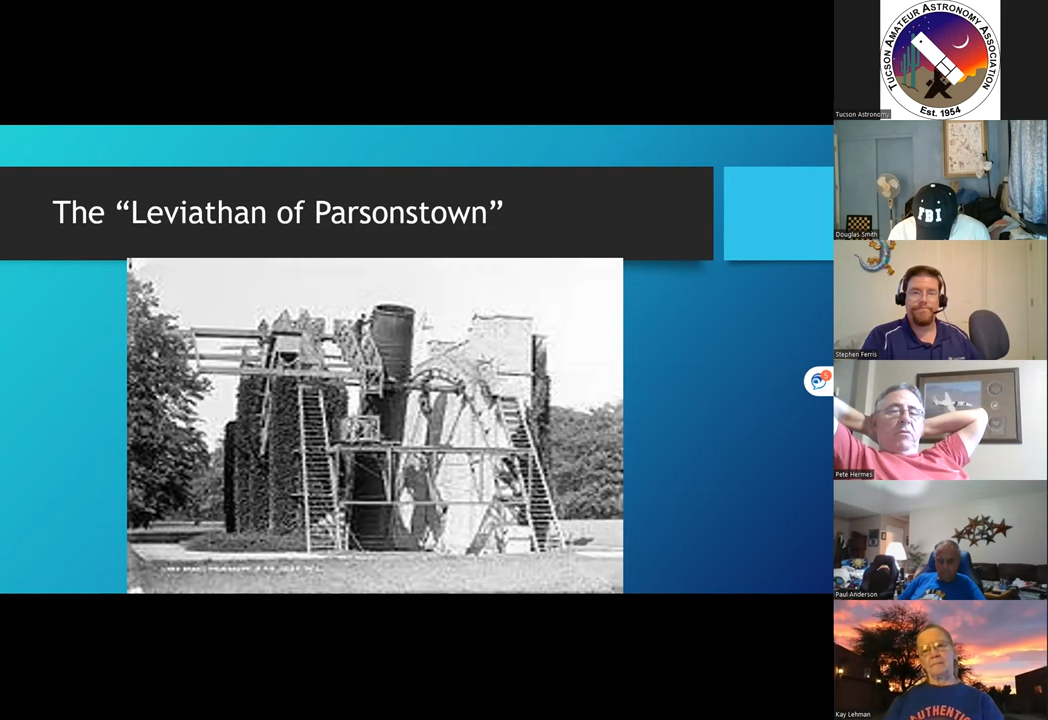 The “Leviathan of Parsonstown”
TUCSON AMATEUR ASTRONOMY ASSOCIATION
Est. 1954
Tucson Astronomy
FBI
Douglas Smith
Stephen Ferris
Pete Hermes
Paul Anderson
AUTHENTIC
Kay Lehman